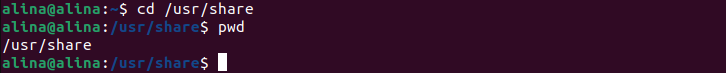 alina@alina:~$ cd /usr/share
alina@alina:/usr/share$ pwd
/usr/share
alina@alina:/usr/share$